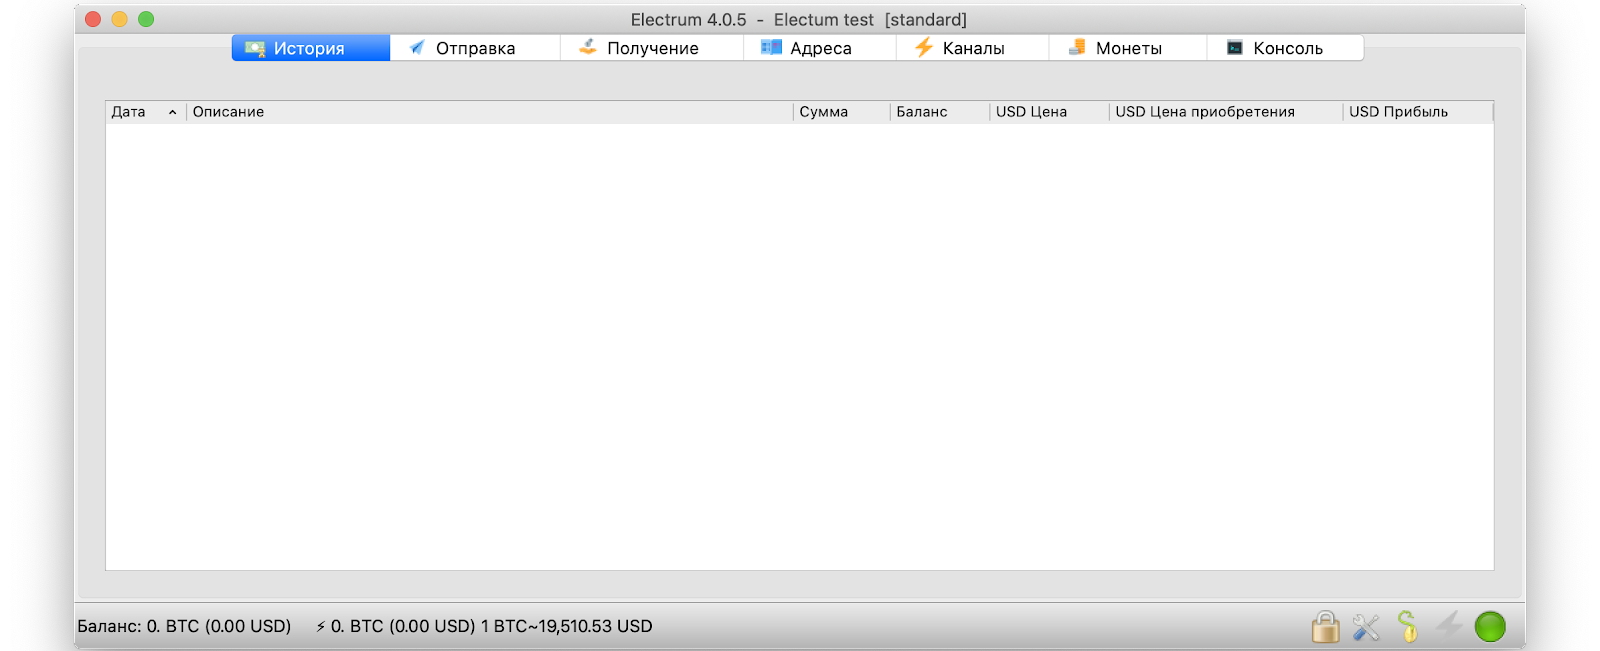 Electrum 4.0.5 - Electum test [standard]
История Отправка Получение Адреса Каналы Монеты Консоль
Дата Описание Сумма Баланс USD Цена USD Цена приобретения USD Прибыль
Баланс: 0. BTC (0.00 USD) ⚡ 0. BTC (0.00 USD) 1 BTC~19,510.53 USD